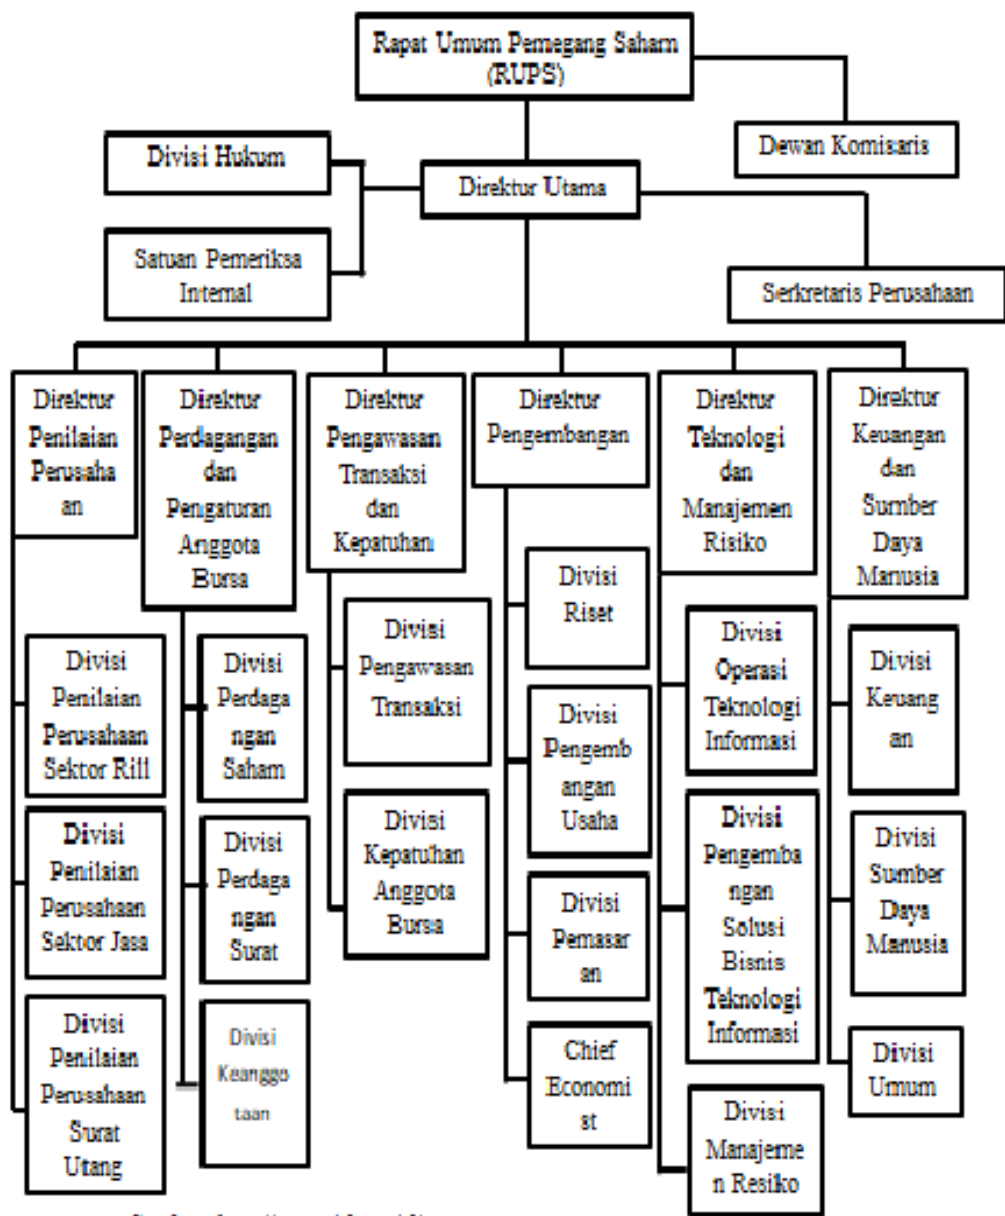 Rapat Umum Pemegang Saham
(RUPS)
Dewan Komisaris
Divisi Hukum
Direktur Utama
Satuan Pemeriksa
Internal
Serkretaris Perusahaan
Direktur
Penilaian
Perusaha
an
Direktur
Perdagangan
dan
Pengaturan
Anggota
Bursa
Direktur
Pengawasan
Transaksi
dan
Kepatuhan
Direktur
Pengembangan
Direktur
Teknologi
dan
Manajemen
Risiko
Direktur
Keuangan
dan
Sumber
Daya
Manusia
Divisi
Penilaian
Perusahaan
Sektor Riil
Divisi
Penilaian
Perusahaan
Sektor Jasa
Divisi
Penilaian
Perusahaan
Surat
Utang
Divisi
Perdaga
ngan
Saham
Divisi
Perdaga
ngan
Surat
Divisi
Keanggo
taan
Divisi
Pengawasan
Transaksi
Divisi
Kepatuhan
Anggota
Bursa
Divisi
Riset
Divisi
Pengemb
angan
Usaha
Divisi
Pemasar
an
Chief
Economi
st
Divisi
Operasi
Teknologi
Informasi
Divisi
Pengemba
ngan
Solusi
Bisnis
Teknologi
Informasi
Divisi
Manajeme
n Resiko
Divisi
Keuang
an
Divisi
Sumber
Daya
Manusia
Divisi
Umum